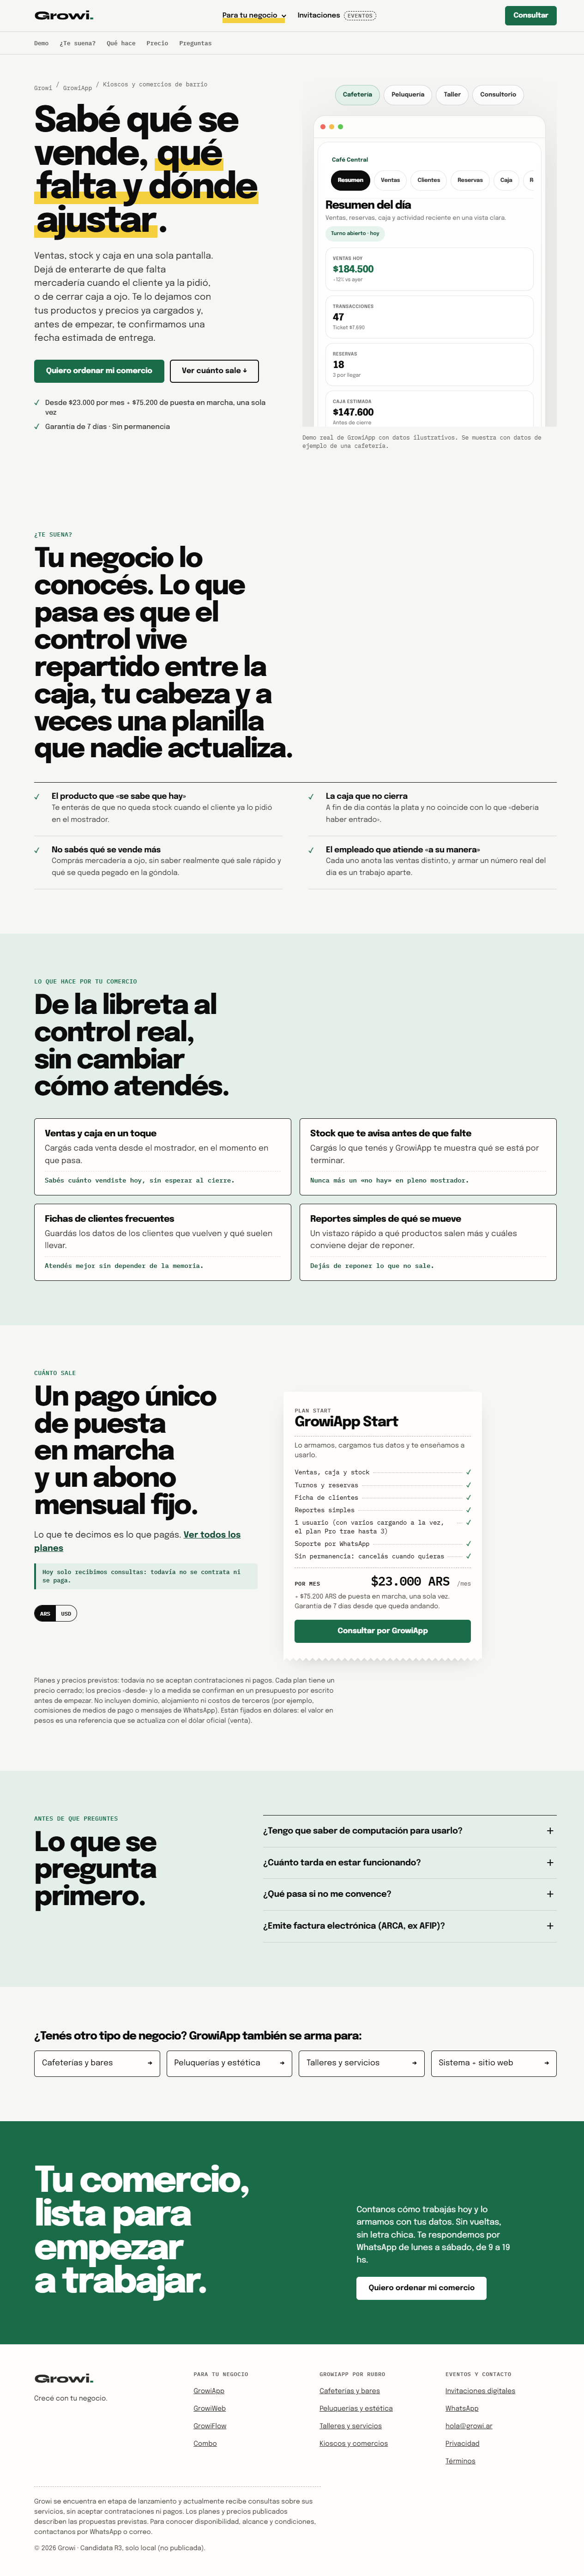 Growi.
Para tu negocio
Invitaciones EVENTOS
Consultar
Demo ¿Te suena? Qué hace Precio Preguntas
Growi / GrowiApp / Kioscos y comercios de barrio
Sabé qué se
vende, qué
falta y dónde
ajustar.
Ventas, stock y caja en una sola pantalla.
Dejá de enterarte de que falta
mercadería cuando el cliente ya la pidió,
o de cerrar caja a ojo. Te lo dejamos con
tus productos y precios ya cargados y,
antes de empezar, te confirmamos una
fecha estimada de entrega.
Quiero ordenar mi comercio
Ver cuánto sale ↓
✓ Desde $23.000 por mes + $75.200 de puesta en marcha, una sola
vez
✓ Garantía de 7 días · Sin permanencia
Cafetería Peluquería Taller Consultorio
Café Central
Resumen Ventas Clientes Reservas Caja R
Resumen del día
Ventas, reservas, caja y actividad reciente en una vista clara.
Turno abierto · hoy
VENTAS HOY
$184.500
+12% vs ayer
TRANSACCIONES
47
Ticket $7.690
RESERVAS
18
3 por llegar
CAJA ESTIMADA
$147.600
Antes de cierre
Demo real de GrowiApp con datos ilustrativos. Se muestra con datos de
ejemplo de una cafetería.
¿TE SUENA?
Tu negocio lo
conocés. Lo que
pasa es que el
control vive
repartido entre la
caja, tu cabeza y a
veces una planilla
que nadie actualiza.
✓ El producto que «se sabe que hay»
Te enterás de que no queda stock cuando el cliente ya lo pidió
en el mostrador.
✓ La caja que no cierra
A fin de día contás la plata y no coincide con lo que «debería
haber entrado».
✓ No sabés qué se vende más
Comprás mercadería a ojo, sin saber realmente qué sale rápido y
qué se queda pegado en la góndola.
✓ El empleado que atiende «a su manera»
Cada uno anota las ventas distinto, y armar un número real del
día es un trabajo aparte.
LO QUE HACE POR TU COMERCIO
De la libreta al
control real,
sin cambiar
cómo atendés.
Ventas y caja en un toque
Cargás cada venta desde el mostrador, en el momento en
que pasa.
Sabés cuánto vendiste hoy, sin esperar al cierre.
Stock que te avisa antes de que falte
Cargás lo que tenés y GrowiApp te muestra qué se está por
terminar.
Nunca más un «no hay» en pleno mostrador.
Fichas de clientes frecuentes
Guardás los datos de los clientes que vuelven y qué suelen
llevar.
Atendés mejor sin depender de la memoria.
Reportes simples de qué se mueve
Un vistazo rápido a qué productos salen más y cuáles
conviene dejar de reponer.
Dejás de reponer lo que no sale.
CUÁNTO SALE
Un pago único
de puesta
en marcha
y un abono
mensual fijo.
Lo que te decimos es lo que pagás. Ver todos los
planes
Hoy solo recibimos consultas: todavía no se contrata ni
se paga.
ARS USD
PLAN START
GrowiApp Start
Lo armamos, cargamos tus datos y te enseñamos a
usarlo.
Ventas, caja y stock ✓
Turnos y reservas ✓
Ficha de clientes ✓
Reportes simples ✓
1 usuario (con varios cargando a la vez,
el plan Pro trae hasta 3) ✓
Soporte por WhatsApp ✓
Sin permanencia: cancelás cuando quieras ✓
POR MES $23.000 ARS /mes
+ $75.200 ARS de puesta en marcha, una sola vez.
Garantía de 7 días desde que queda andando.
Consultar por GrowiApp
Planes y precios previstos: todavía no se aceptan contrataciones ni pagos. Cada plan tiene un
precio cerrado; los precios «desde» y lo a medida se confirman en un presupuesto por escrito
antes de empezar. No incluyen dominio, alojamiento ni costos de terceros (por ejemplo,
comisiones de medios de pago o mensajes de WhatsApp). Están fijados en dólares: el valor en
pesos es una referencia que se actualiza con el dólar oficial (venta).
ANTES DE QUE PREGUNTES
Lo que se
pregunta
primero.
¿Tengo que saber de computación para usarlo? +
¿Cuánto tarda en estar funcionando? +
¿Qué pasa si no me convence? +
¿Emite factura electrónica (ARCA, ex AFIP)? +
¿Tenés otro tipo de negocio? GrowiApp también se arma para:
Cafeterías y bares →
Peluquerías y estética →
Talleres y servicios →
Sistema + sitio web →
Tu comercio,
lista para
empezar
a trabajar.
Contanos cómo trabajás hoy y lo
armamos con tus datos. Sin vueltas,
sin letra chica. Te respondemos por
WhatsApp de lunes a sábado, de 9 a 19
hs.
Quiero ordenar mi comercio
Growi.
Crecé con tu negocio.
PARA TU NEGOCIO
GrowiApp
GrowiWeb
GrowiFlow
Combo
GROWIAPP POR RUBRO
Cafeterías y bares
Peluquerías y estética
Talleres y servicios
Kioscos y comercios
EVENTOS Y CONTACTO
Invitaciones digitales
WhatsApp
hola@growi.ar
Privacidad
Términos
Growi se encuentra en etapa de lanzamiento y actualmente recibe consultas sobre sus
servicios, sin aceptar contrataciones ni pagos. Los planes y precios publicados
describen las propuestas previstas. Para conocer disponibilidad, alcance y condiciones,
contactanos por WhatsApp o correo.
© 2026 Growi · Candidata R3, solo local (no publicada).